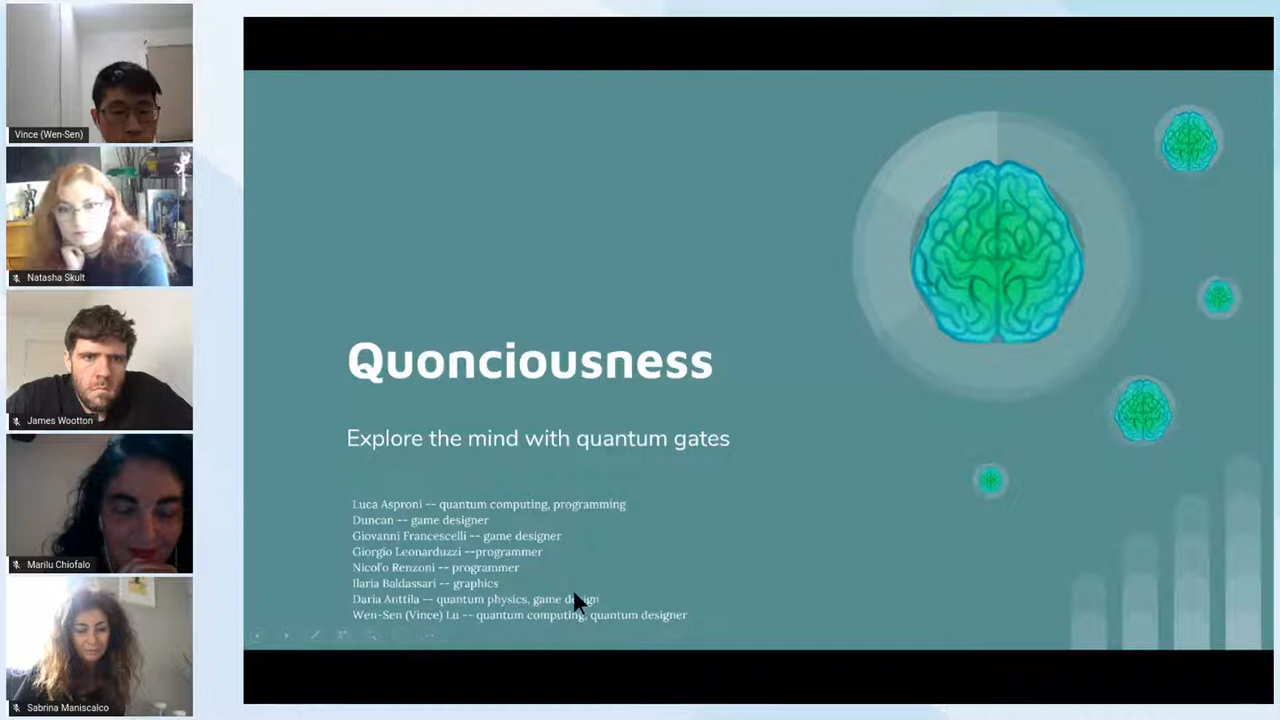 Vince (Wen-Sen)
Natasha Skult
James Wootton
Marilu Chiofalo
Sabrina Maniscalco
Quonciousness
Explore the mind with quantum gates
Luca Asproni -- quantum computing, programming
Duncan -- game designer
Giovanni Francescelli -- game designer
Giorgio Leonarduzzi --programmer
Nicol'o Renzoni -- programmer
Ilaria Baldassari -- graphics
Daria Anttila -- quantum physics, game design
Wen-Sen (Vince) Lu -- quantum computing, quantum designer